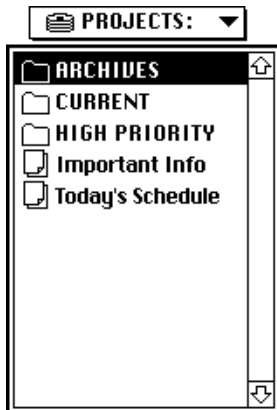 PROJECTS:
ARCHIVES
CURRENT
HIGH PRIORITY
Important Info
Today's Schedule